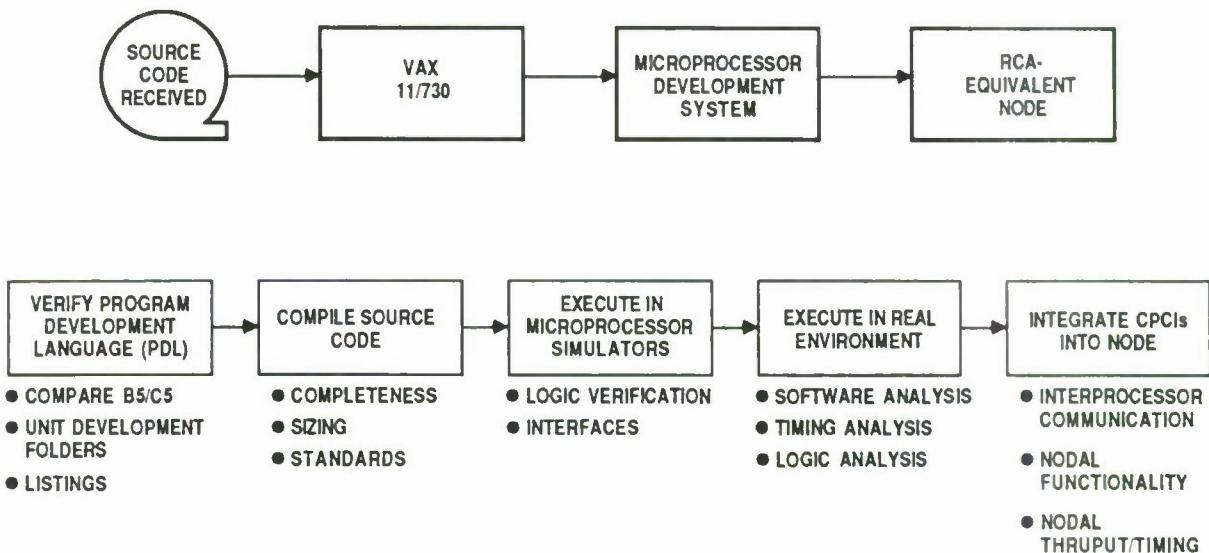 SOURCE
CODE
RECEIVED
VAX
11/730
MICROPROCESSOR
DEVELOPMENT
SYSTEM
RCA-
EQUIVALENT
NODE
VERIFY PROGRAM
DEVELOPMENT
LANGUAGE (PDL)
● COMPARE B5/C5
● UNIT DEVELOPMENT
FOLDERS
● LISTINGS
COMPILE SOURCE
CODE
● COMPLETENESS
● SIZING
● STANDARDS
EXECUTE IN
MICROPROCESSOR
SIMULATORS
● LOGIC VERIFICATION
● INTERFACES
EXECUTE IN REAL
ENVIRONMENT
● SOFTWARE ANALYSIS
● TIMING ANALYSIS
● LOGIC ANALYSIS
INTEGRATE CPCIs
INTO NODE
● INTERPROCESSOR
COMMUNICATION
● NODAL
FUNCTIONALITY
● NODAL
THRUPUT/TIMING